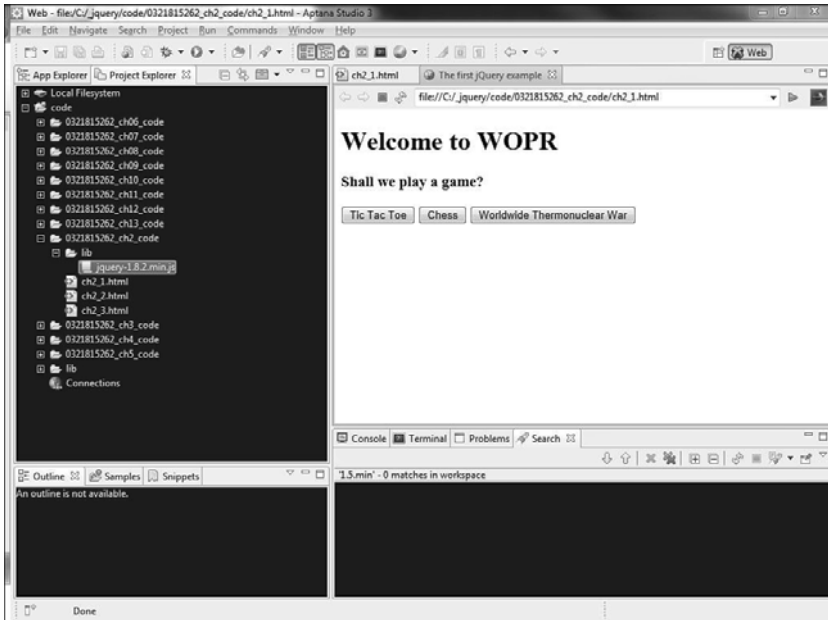 Web - file:/C:/_jquery/code/0321815262_ch2_code/ch2_1.html - Aptana Studio 3
File Edit Navigate Search Project Run Commands Window Help
Web
App Explorer Project Explorer
Local Filesystem
code
0321815262_ch06_code
0321815262_ch07_code
0321815262_ch08_code
0321815262_ch09_code
0321815262_ch10_code
0321815262_ch11_code
0321815262_ch12_code
0321815262_ch13_code
0321815262_ch2_code
lib
jquery-1.8.2.min.js
ch2_1.html
ch2_2.html
ch2_3.html
0321815262_ch3_code
0321815262_ch4_code
0321815262_ch5_code
lib
Connections
ch2_1.html The first jQuery example
file://C:/_jquery/code/0321815262_ch2_code/ch2_1.html
Welcome to WOPR
Shall we play a game?
Tic Tac Toe Chess Worldwide Thermonuclear War
Outline Samples Snippets
An outline is not available.
Console Terminal Problems Search
'1.5.min' - 0 matches in workspace
Done